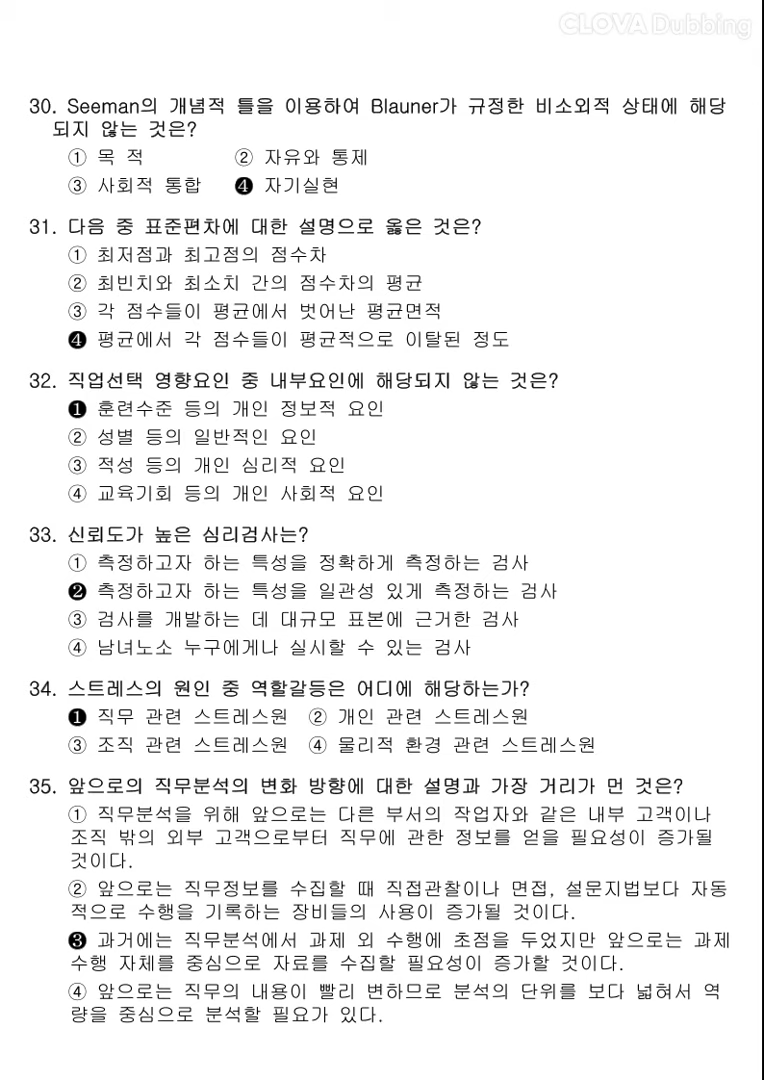 CLOVA Dubbing
30. Seeman의 개념적 틀을 이용하여 Blauner가 규정한 비소외적 상태에 해당
되지 않는 것은?
① 목 적 ② 자유와 통제
③ 사회적 통합 ❹ 자기실현
31. 다음 중 표준편차에 대한 설명으로 옳은 것은?
① 최저점과 최고점의 점수차
② 최빈치와 최소치 간의 점수차의 평균
③ 각 점수들이 평균에서 벗어난 평균면적
❹ 평균에서 각 점수들이 평균적으로 이탈된 정도
32. 직업선택 영향요인 중 내부요인에 해당되지 않는 것은?
❶ 훈련수준 등의 개인 정보적 요인
② 성별 등의 일반적인 요인
③ 적성 등의 개인 심리적 요인
④ 교육기회 등의 개인 사회적 요인
33. 신뢰도가 높은 심리검사는?
① 측정하고자 하는 특성을 정확하게 측정하는 검사
❷ 측정하고자 하는 특성을 일관성 있게 측정하는 검사
③ 검사를 개발하는 데 대규모 표본에 근거한 검사
④ 남녀노소 누구에게나 실시할 수 있는 검사
34. 스트레스의 원인 중 역할갈등은 어디에 해당하는가?
❶ 직무 관련 스트레스원 ② 개인 관련 스트레스원
③ 조직 관련 스트레스원 ④ 물리적 환경 관련 스트레스원
35. 앞으로의 직무분석의 변화 방향에 대한 설명과 가장 거리가 먼 것은?
① 직무분석을 위해 앞으로는 다른 부서의 작업자와 같은 내부 고객이나
조직 밖의 외부 고객으로부터 직무에 관한 정보를 얻을 필요성이 증가될
것이다.
② 앞으로는 직무정보를 수집할 때 직접관찰이나 면접, 설문지법보다 자동
적으로 수행을 기록하는 장비들의 사용이 증가될 것이다.
❸ 과거에는 직무분석에서 과제 외 수행에 초점을 두었지만 앞으로는 과제
수행 자체를 중심으로 자료를 수집할 필요성이 증가할 것이다.
④ 앞으로는 직무의 내용이 빨리 변하므로 분석의 단위를 보다 넓혀서 역
량을 중심으로 분석할 필요가 있다.